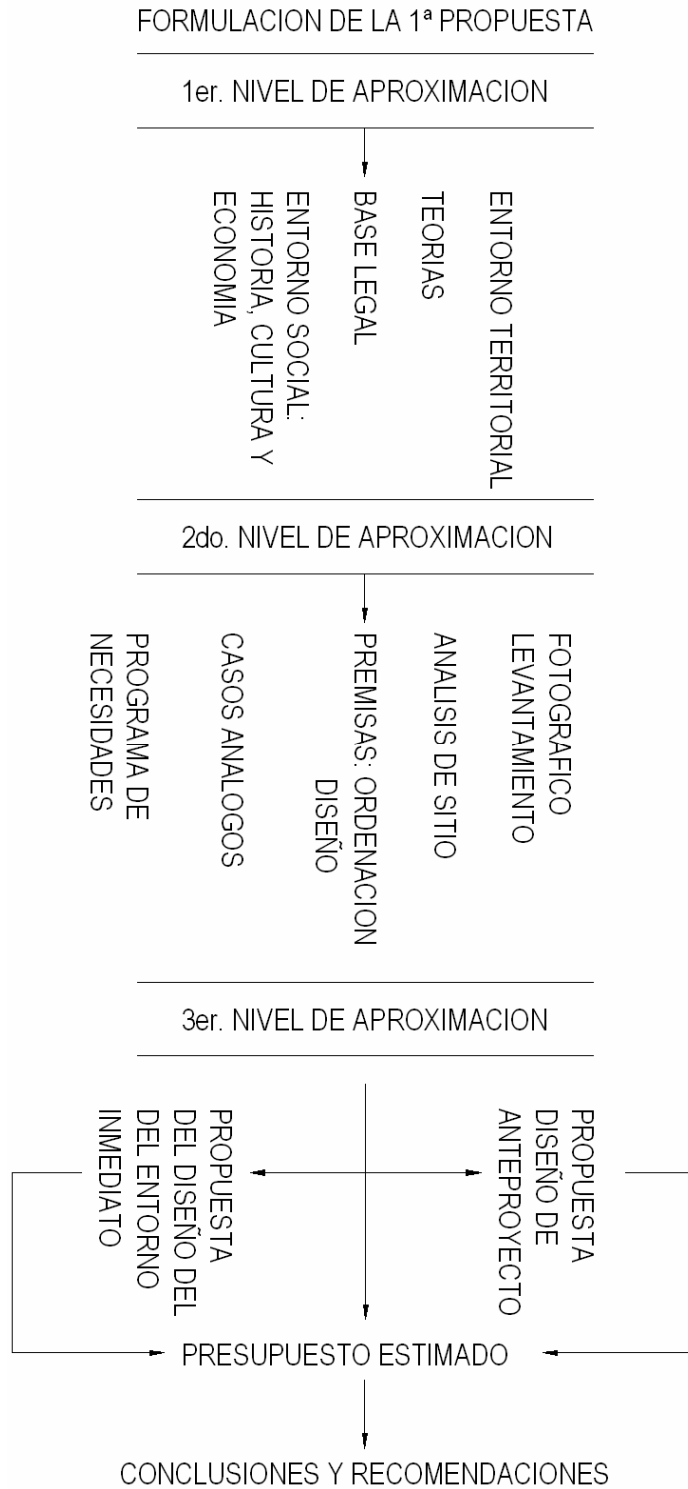 FORMULACION DE LA 1ª PROPUESTA
1er. NIVEL DE APROXIMACION
ENTORNO SOCIAL:
HISTORIA, CULTURA Y
ECONOMIA
BASE LEGAL
TEORIAS
ENTORNO TERRITORIAL
2do. NIVEL DE APROXIMACION
PROGRAMA DE
NECESIDADES
CASOS ANALOGOS
PREMISAS: ORDENACION
DISEÑO
ANALISIS DE SITIO
FOTOGRAFICO
LEVANTAMIENTO
3er. NIVEL DE APROXIMACION
PROPUESTA
DEL DISEÑO DEL
DEL ENTORNO
INMEDIATO
PROPUESTA
DISEÑO DE
ANTEPROYECTO
PRESUPUESTO ESTIMADO
CONCLUSIONES Y RECOMENDACIONES